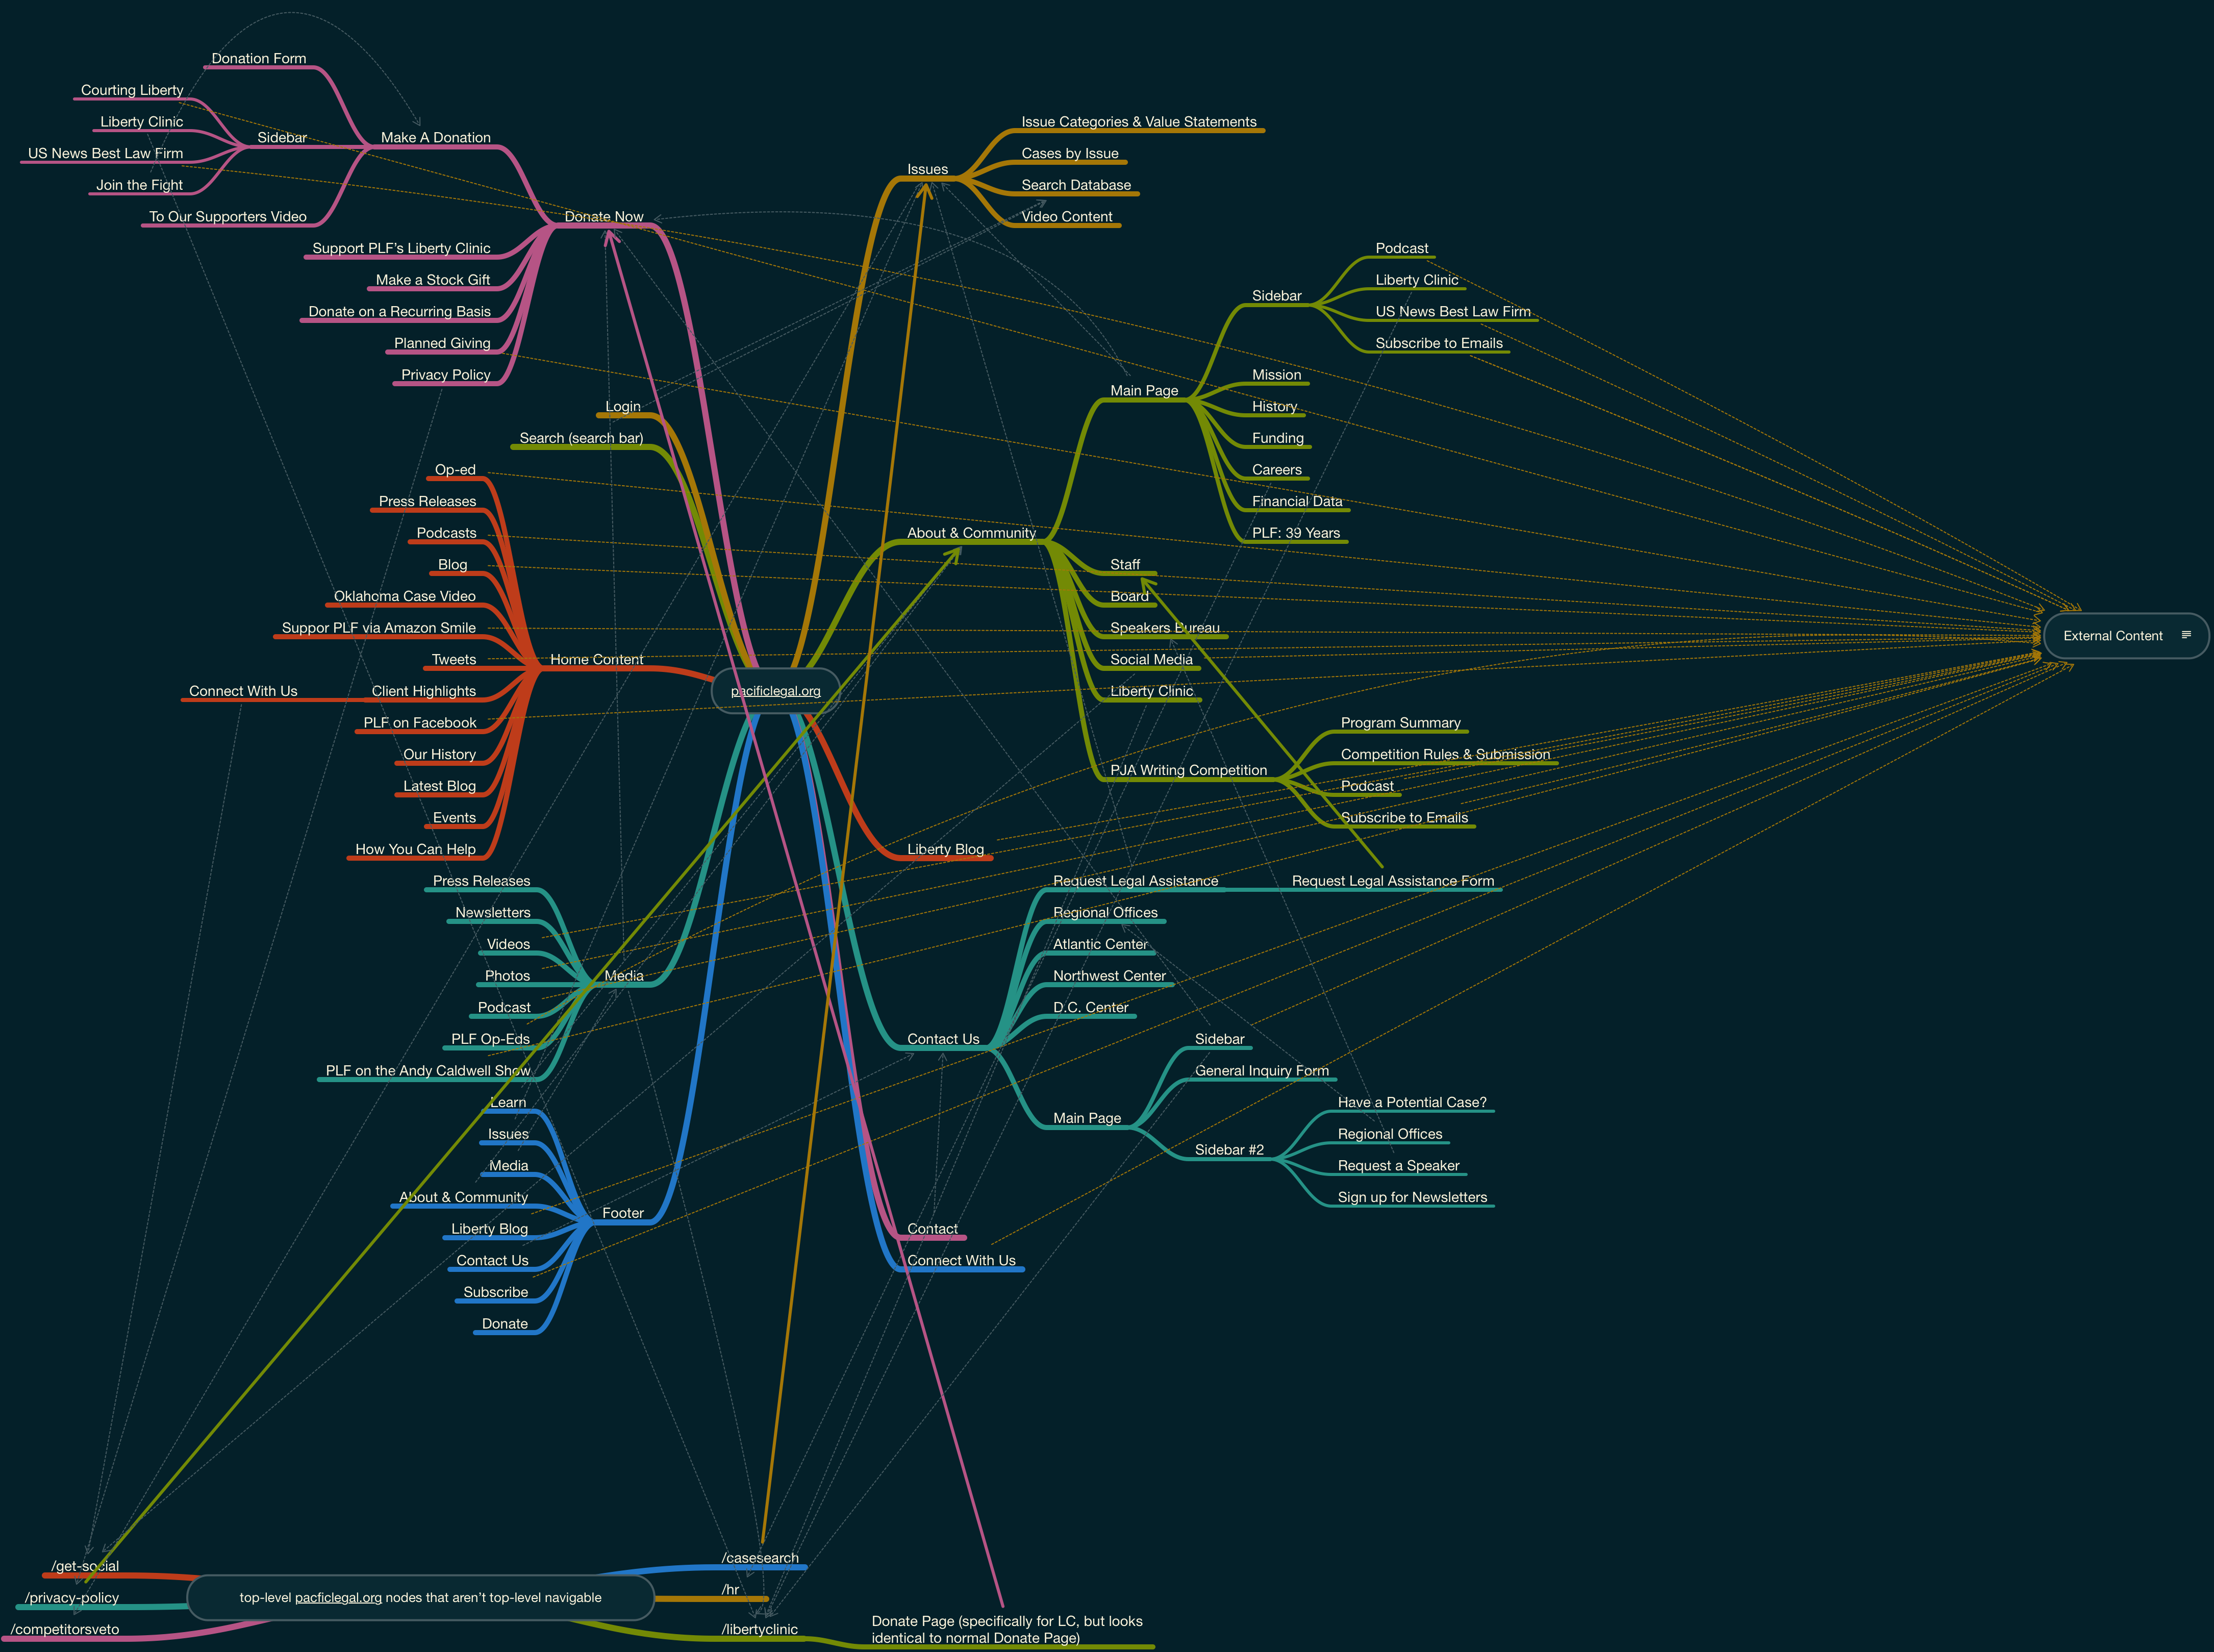 Donation Form
Courting Liberty
Liberty Clinic
US News Best Law Firm
Join the Fight
Sidebar
Make A Donation
To Our Supporters Video
Donate Now
Support PLF's Liberty Clinic
Make a Stock Gift
Donate on a Recurring Basis
Planned Giving
Privacy Policy
Login
Search (search bar)
Op-ed
Press Releases
Podcasts
Blog
Oklahoma Case Video
Suppor PLF via Amazon Smile
Tweets
Home Content
Connect With Us
Client Highlights
PLF on Facebook
Our History
Latest Blog
Events
How You Can Help
Press Releases
Newsletters
Videos
Photos
Media
Podcast
PLF Op-Eds
PLF on the Andy Caldwell Show
Learn
Issues
Media
About & Community
Footer
Liberty Blog
Contact Us
Subscribe
Donate
pacificlegal.org
Issues
Issue Categories & Value Statements
Cases by Issue
Search Database
Video Content
About & Community
Main Page
Sidebar
Podcast
Liberty Clinic
US News Best Law Firm
Subscribe to Emails
Mission
History
Funding
Careers
Financial Data
PLF: 39 Years
Staff
Board
Speakers Bureau
Social Media
Liberty Clinic
PJA Writing Competition
Program Summary
Competition Rules & Submission
Podcast
Subscribe to Emails
Liberty Blog
Contact Us
Request Legal Assistance
Request Legal Assistance Form
Regional Offices
Atlantic Center
Northwest Center
D.C. Center
Main Page
Sidebar
General Inquiry Form
Sidebar #2
Have a Potential Case?
Regional Offices
Request a Speaker
Sign up for Newsletters
Contact
Connect With Us
External Content
/get-social
/privacy-policy
/competitorsveto
top-level pacficlegal.org nodes that aren't top-level navigable
/casesearch
/hr
/libertyclinic
Donate Page (specifically for LC, but looks
identical to normal Donate Page)